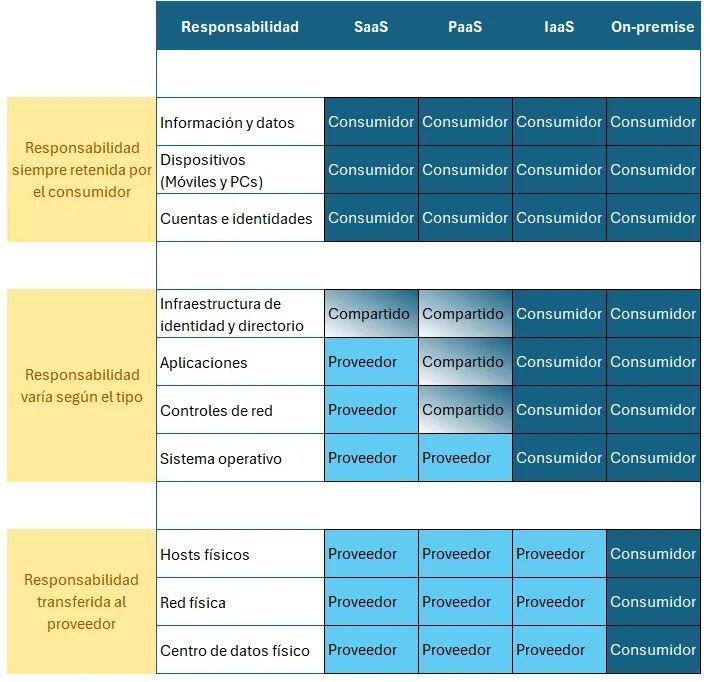 Responsabilidad SaaS PaaS IaaS On-premise
Responsabilidad
siempre retenida por
el consumidor
Información y datos Consumidor Consumidor Consumidor Consumidor
Dispositivos
(Móviles y PCs) Consumidor Consumidor Consumidor Consumidor
Cuentas e identidades Consumidor Consumidor Consumidor Consumidor
Responsabilidad
varía según el tipo
Infraestructura de
identidad y directorio Compartido Compartido Consumidor Consumidor
Aplicaciones Proveedor Compartido Consumidor Consumidor
Controles de red Proveedor Compartido Consumidor Consumidor
Sistema operativo Proveedor Proveedor Consumidor Consumidor
Responsabilidad
transferida al
proveedor
Hosts físicos Proveedor Proveedor Proveedor Consumidor
Red física Proveedor Proveedor Proveedor Consumidor
Centro de datos físico Proveedor Proveedor Proveedor Consumidor